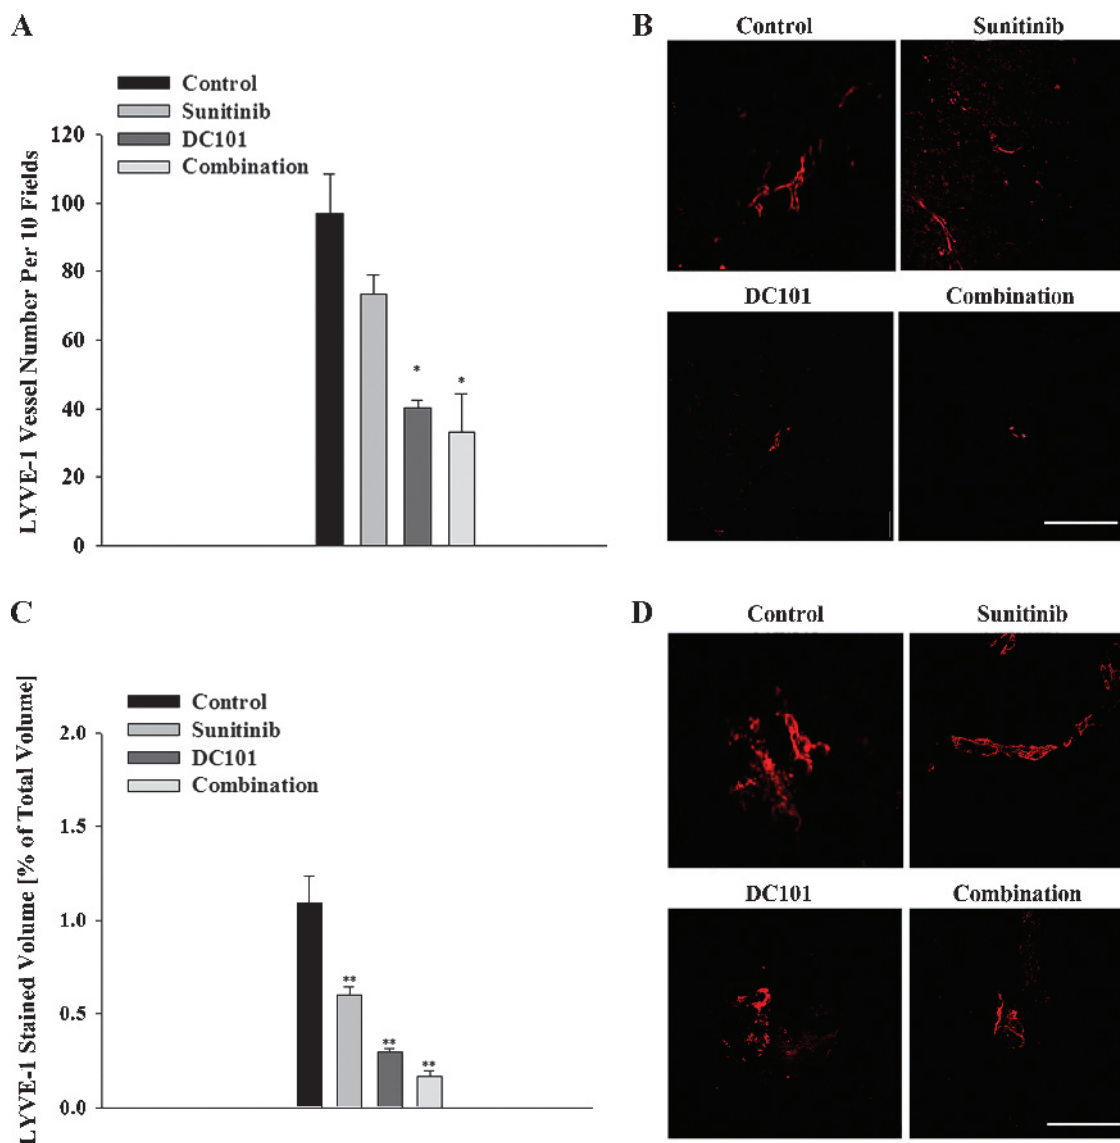 A
Control
Sunitinib
DC101
Combination
LYVE-1 Vessel Number Per 10 Fields
120
100
80
60
40
20
0
*
*
B
Control
Sunitinib
DC101
Combination
C
Control
Sunitinib
DC101
Combination
LYVE-1 Stained Volume [% of Total Volume]
2.0
1.5
1.0
0.5
0.0
**
**
**
D
Control
Sunitinib
DC101
Combination